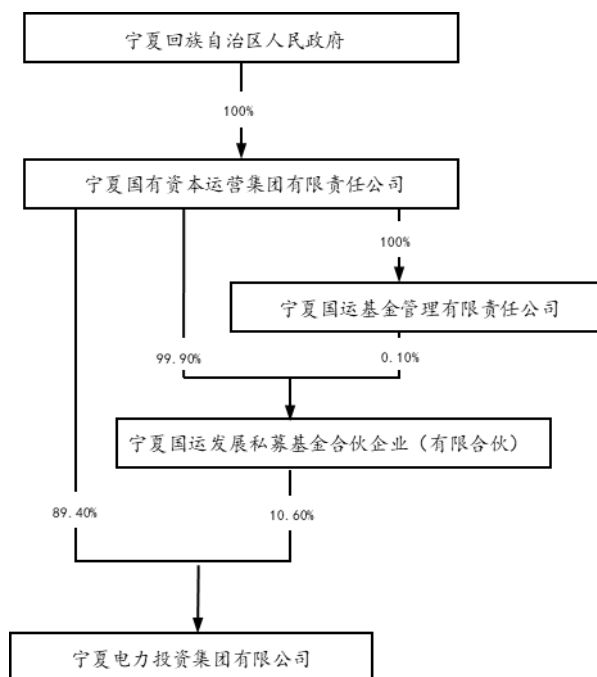 宁夏回族自治区人民政府
100%
宁夏国有资本运营集团有限责任公司
100%
宁夏国运基金管理有限责任公司
99.90%
0.10%
宁夏国运发展私募基金合伙企业（有限合伙）
89.40%
10.60%
宁夏电力投资集团有限公司